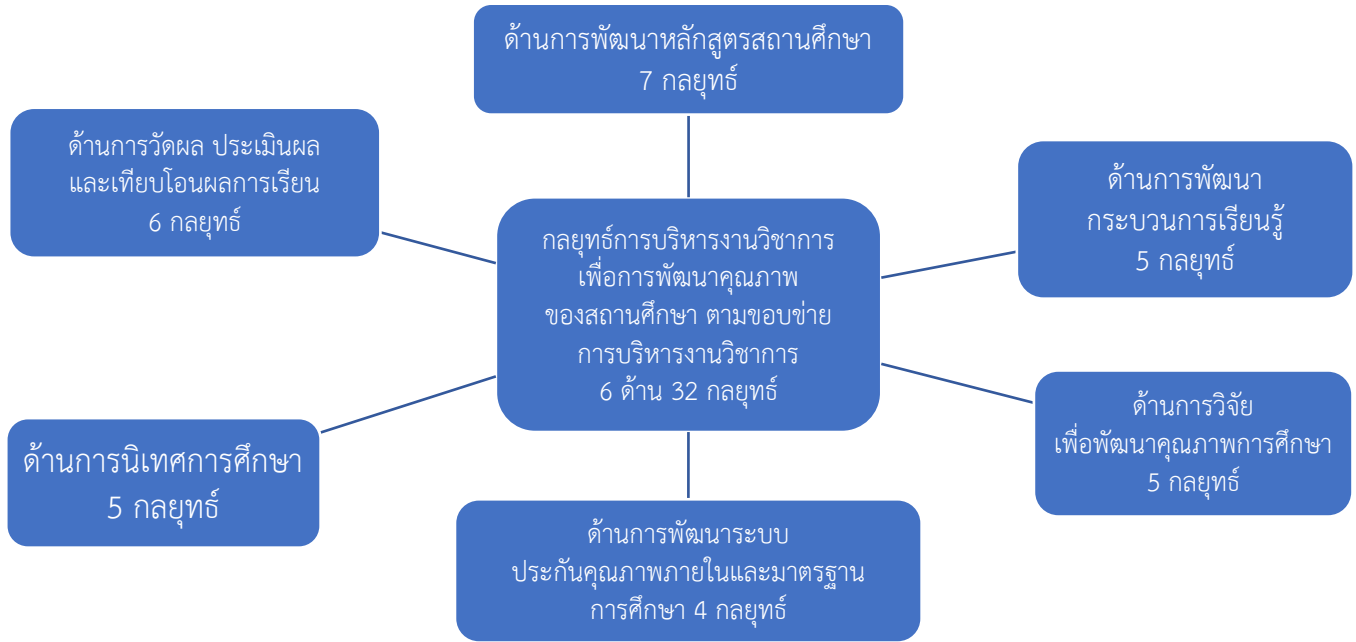 ด้านการพัฒนาหลักสูตรสถานศึกษา
7 กลยุทธ์
ด้านการวัดผล ประเมินผล
และเทียบโอนผลการเรียน
6 กลยุทธ์
ด้านการพัฒนา
กระบวนการเรียนรู้
5 กลยุทธ์
กลยุทธ์การบริหารงานวิชาการ
เพื่อการพัฒนาคุณภาพ
ของสถานศึกษา ตามขอบข่าย
การบริหารงานวิชาการ
6 ด้าน 32 กลยุทธ์
ด้านการวิจัย
เพื่อพัฒนาคุณภาพการศึกษา
5 กลยุทธ์
ด้านการนิเทศการศึกษา
5 กลยุทธ์
ด้านการพัฒนาระบบ
ประกันคุณภาพภายในและมาตรฐาน
การศึกษา 4 กลยุทธ์